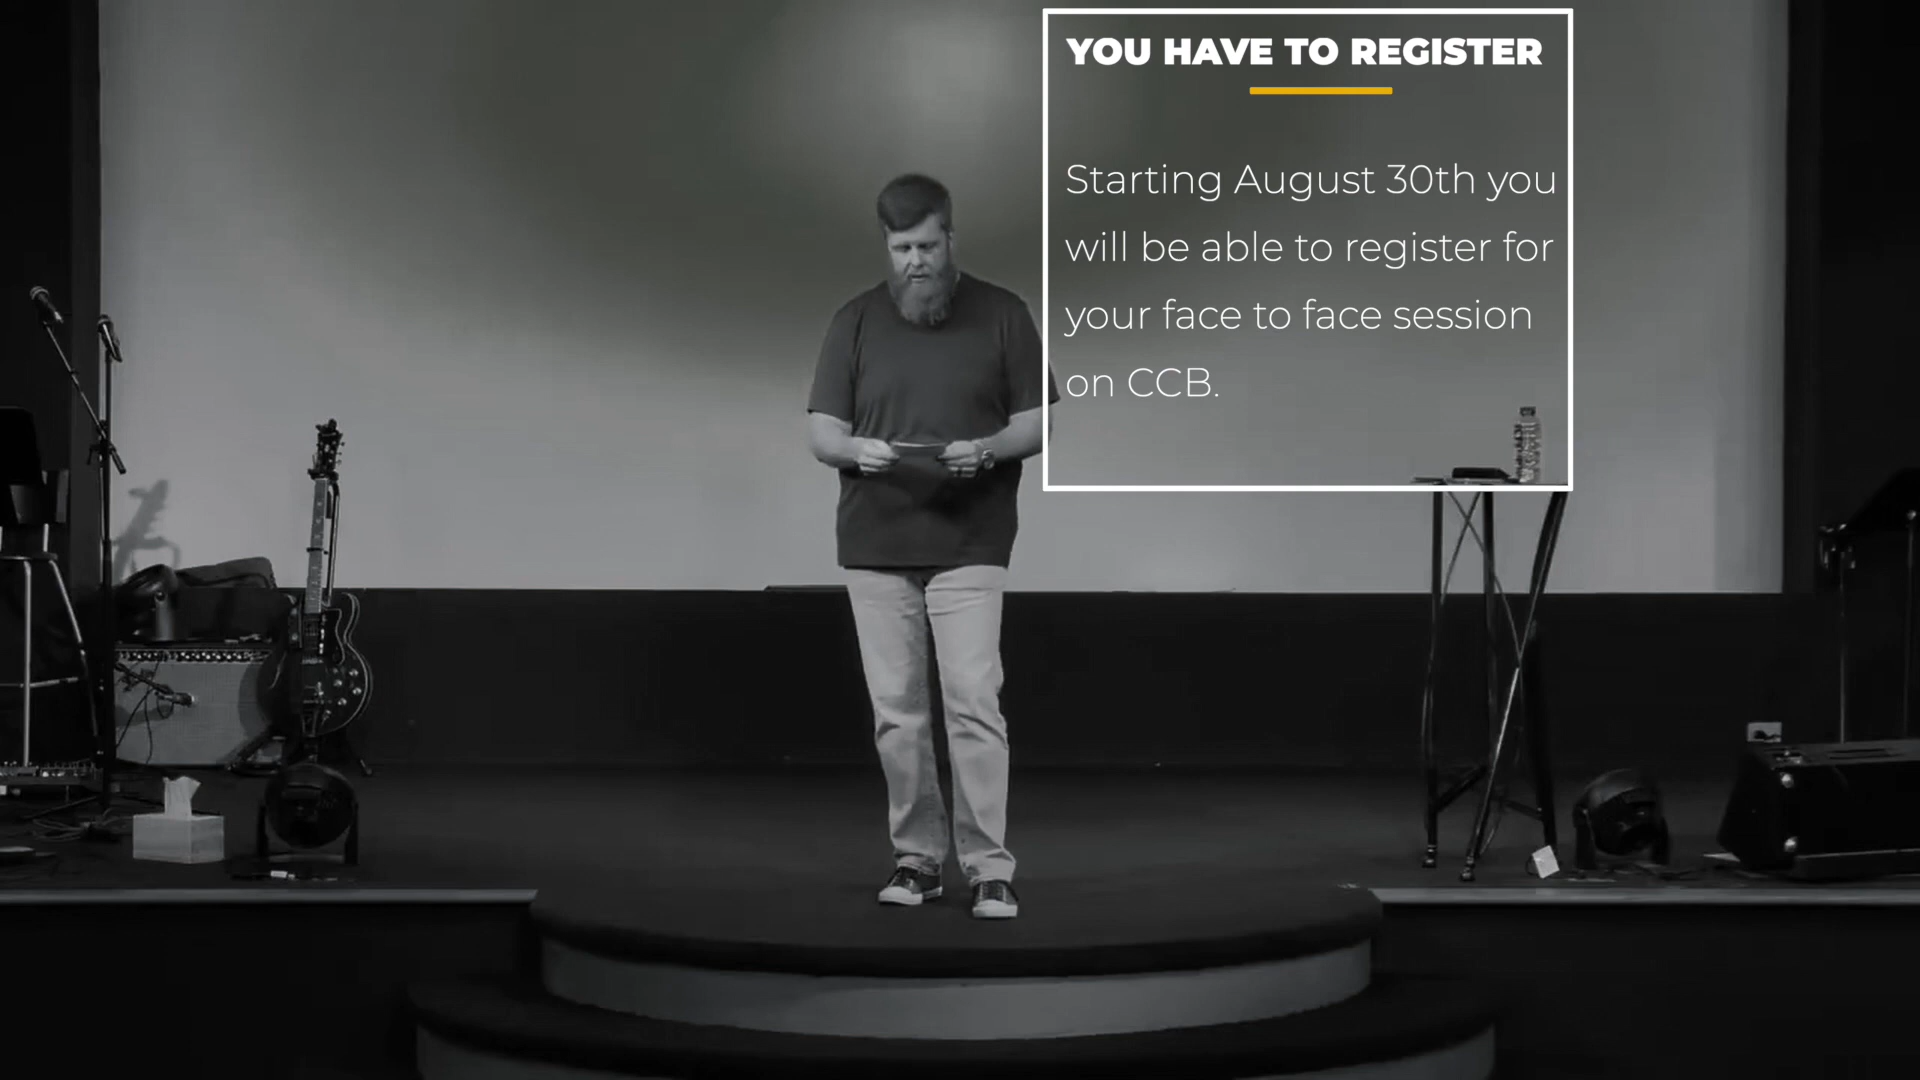 YOU HAVE TO REGISTER
Starting August 30th you
will be able to register for
your face to face session
on CCB.